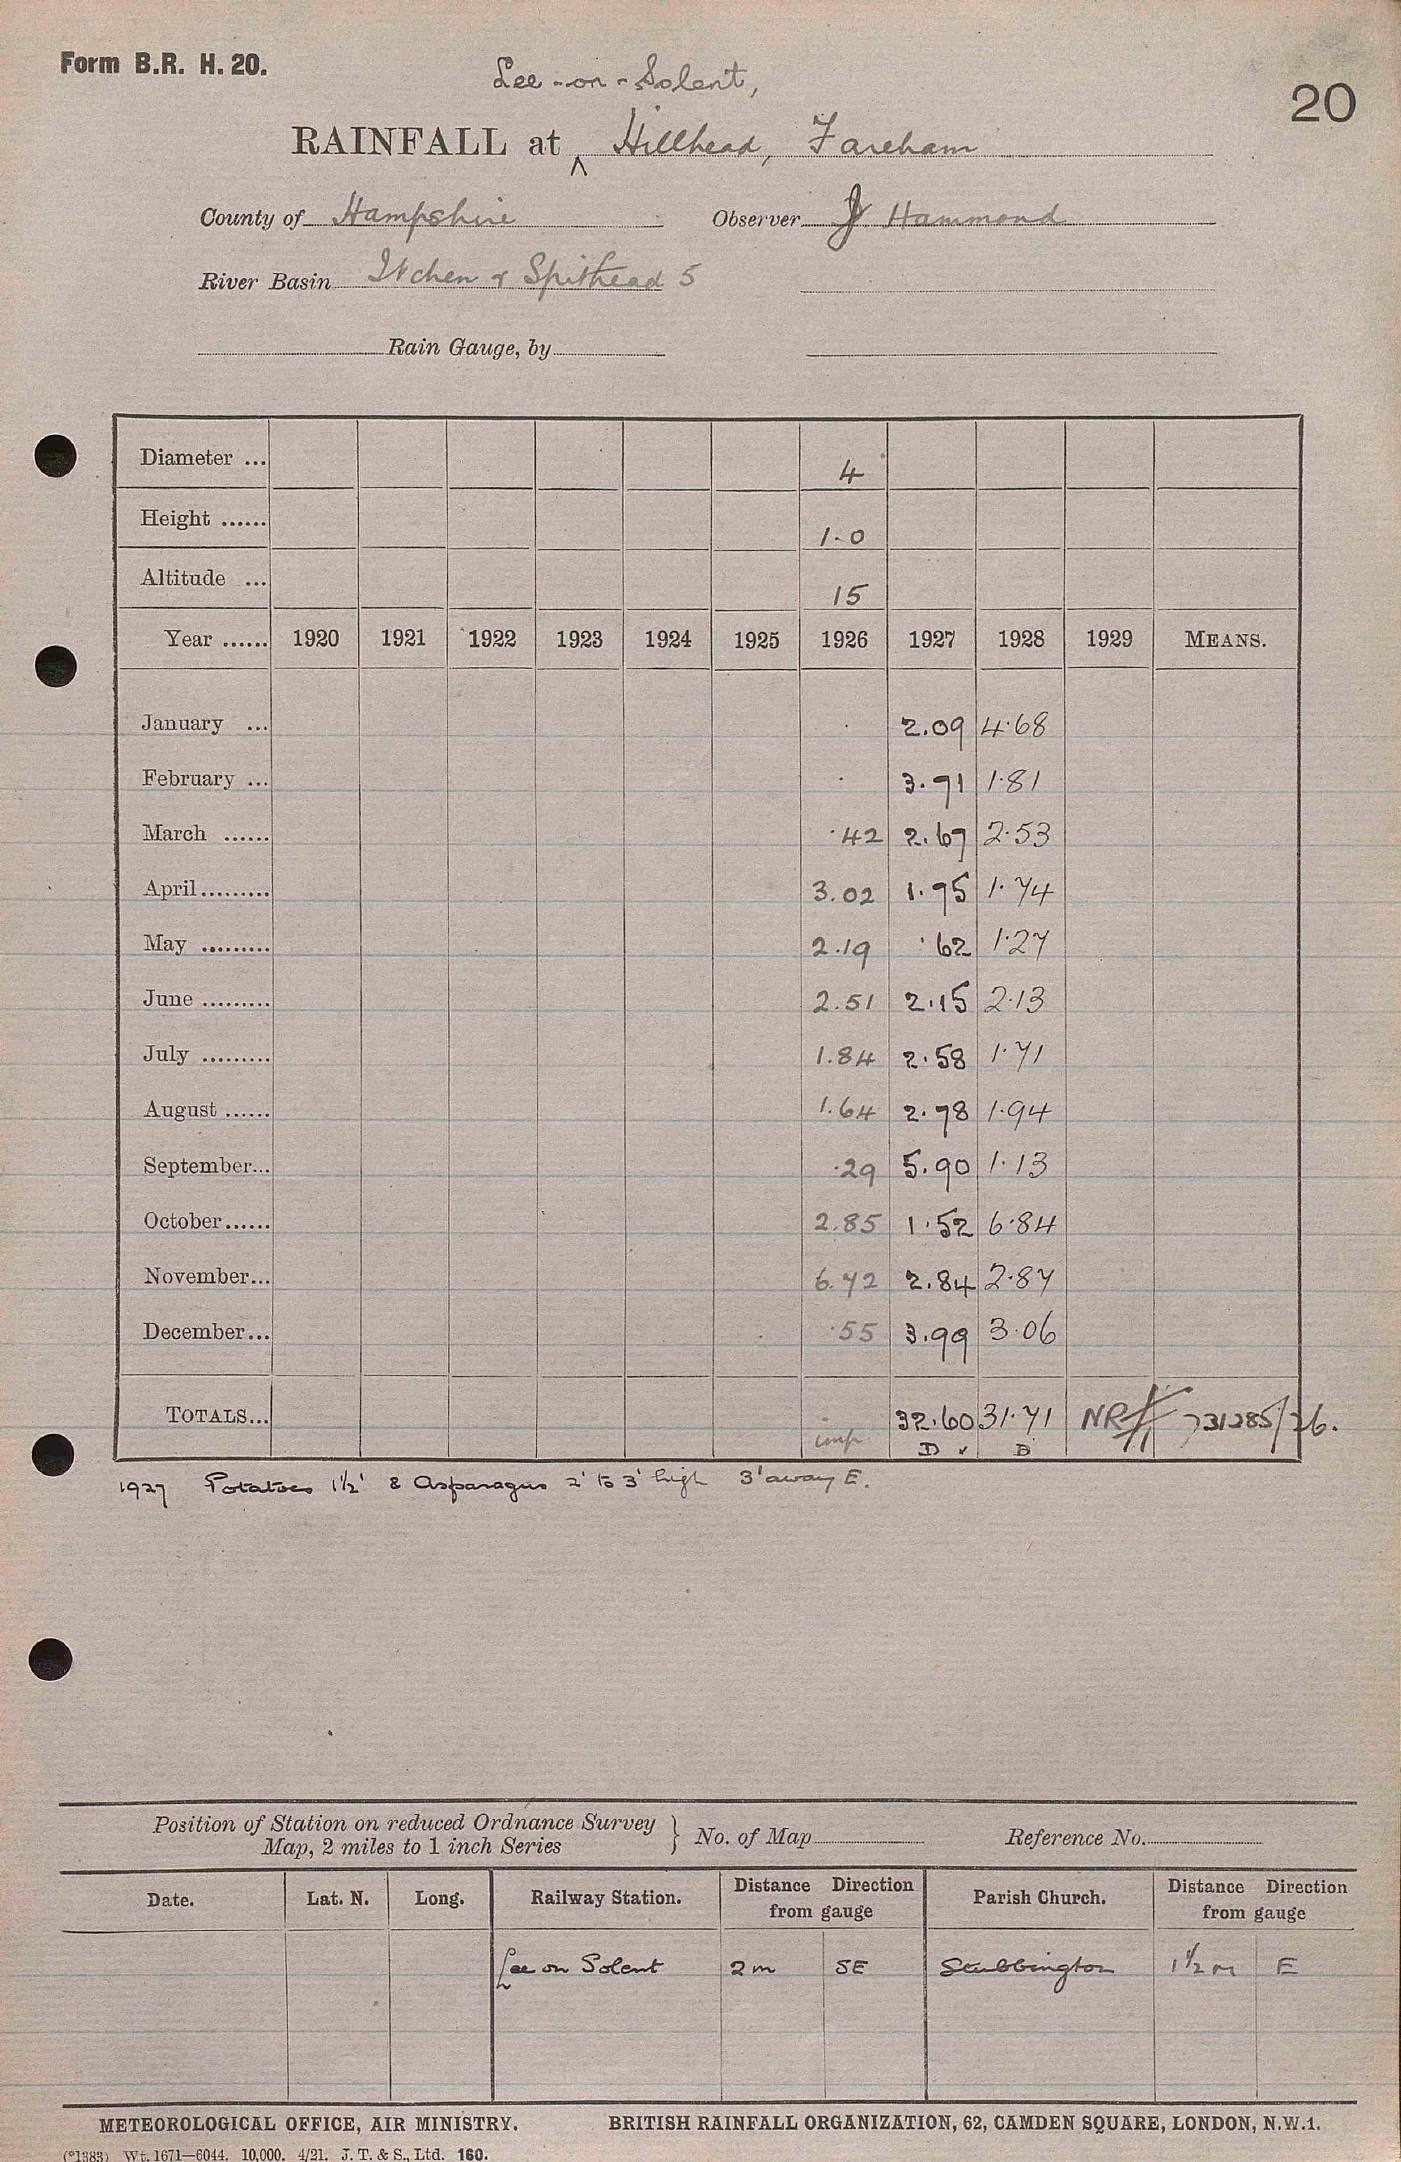 Form B.R. H. 20.
20
Lee-on-Solent,
RAINFALL at ^ Hillhead, Fareham
County of Hampshire Observer J Hammond
River Basin Itchen & Spithead 5
Rain Gauge, by
Diameter ... 4
Height ...... 1.0
Altitude ... 15
Year ...... 1920 1921 1922 1923 1924 1925 1926 1927 1928 1929 MEANS.
January ... · 2.09 4.68
February ... · 3.71 1.81
March ...... .42 2.67 2.53
April ......... 3.02 1.75 1.74
May ......... 2.19 .62 1.27
June ......... 2.51 2.15 2.13
July ......... 1.84 2.58 1.71
August ...... 1.64 2.78 1.94
September... .29 5.90 1.13
October...... 2.85 1.52 6.84
November... 6.72 2.84 2.87
December... .55 3.99 3.06
TOTALS... imp. 32.60 31.71 NR 731285/26.
D ✓ B
1927 Potatoes 1½' & Asparagus 2' to 3' high 3' away E.
Position of Station on reduced Ordnance Survey
Map, 2 miles to 1 inch Series } No. of Map Reference No.
Date. Lat. N. Long. Railway Station. Distance Direction from gauge Parish Church. Distance Direction from gauge
Lee on Solent 2 m SE Stubbington 1½ m E
METEOROLOGICAL OFFICE, AIR MINISTRY. BRITISH RAINFALL ORGANIZATION, 62, CAMDEN SQUARE, LONDON, N.W.1.
(*1383) Wt. 1671—6044. 10,000. 4/21. J. T. & S., Ltd. 160.